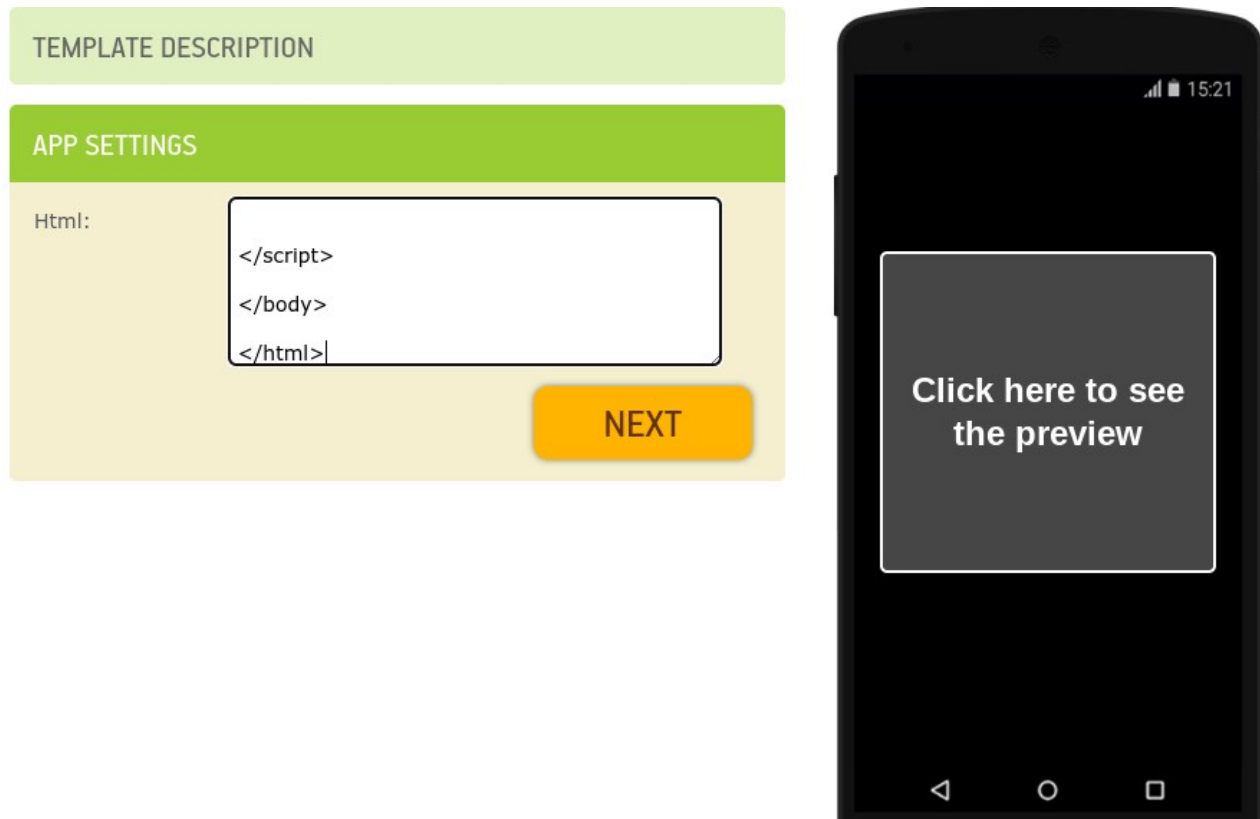 TEMPLATE DESCRIPTION
APP SETTINGS
Html:
</script>
</body>
</html>
NEXT
15:21
Click here to see
the preview